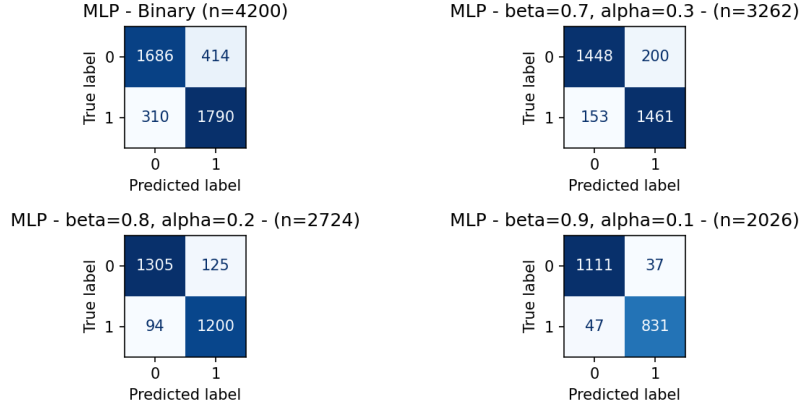 MLP - Binary (n=4200)
True label
0
1686 414
1
310 1790
0 1
Predicted label
MLP - beta=0.7, alpha=0.3 - (n=3262)
True label
0
1448 200
1
153 1461
0 1
Predicted label
MLP - beta=0.8, alpha=0.2 - (n=2724)
True label
0
1305 125
1
94 1200
0 1
Predicted label
MLP - beta=0.9, alpha=0.1 - (n=2026)
True label
0
1111 37
1
47 831
0 1
Predicted label